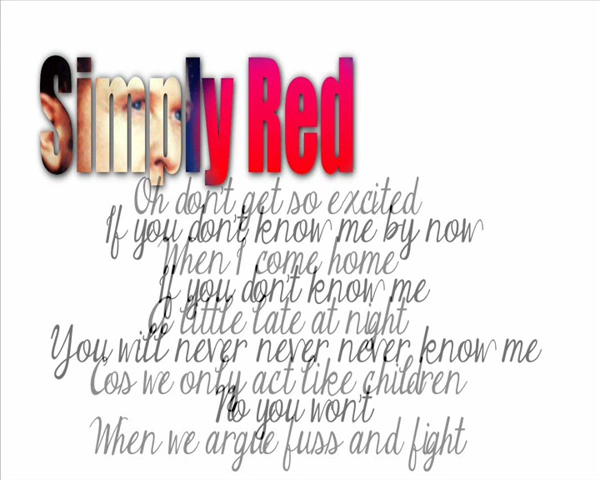 Simply Red
Oh don't get so excited
If you don't know me by now
When I come home
If you don't know me
A little late at night
You will never never never know me
Cos we only act like children
No you won't
When we argue fuss and fight